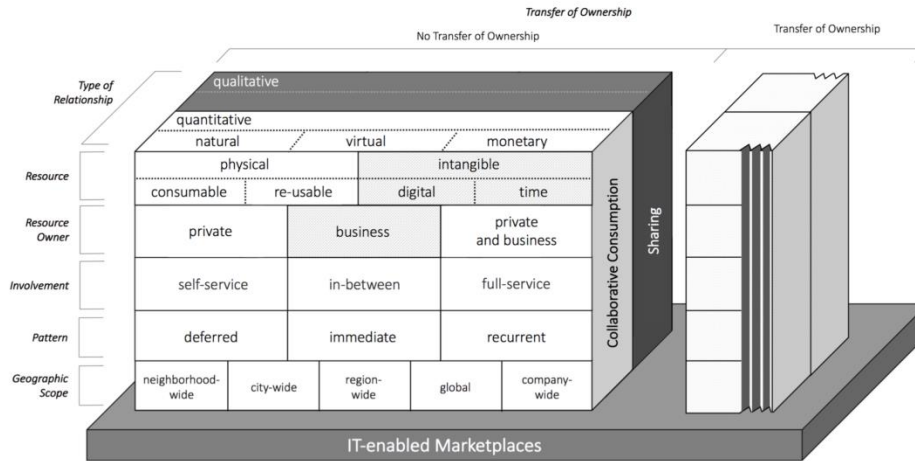 Transfer of Ownership
No Transfer of Ownership
Transfer of Ownership
Type of
Relationship
qualitative
quantitative
natural
virtual
monetary
Resource
physical
intangible
consumable
re-usable
digital
time
Resource
Owner
private
business
private
and business
Involvement
self-service
in-between
full-service
Pattern
deferred
immediate
recurrent
Geographic
Scope
neighborhood-
wide
city-wide
region-
wide
global
company-
wide
Collaborative Consumption
Sharing
IT-enabled Marketplaces